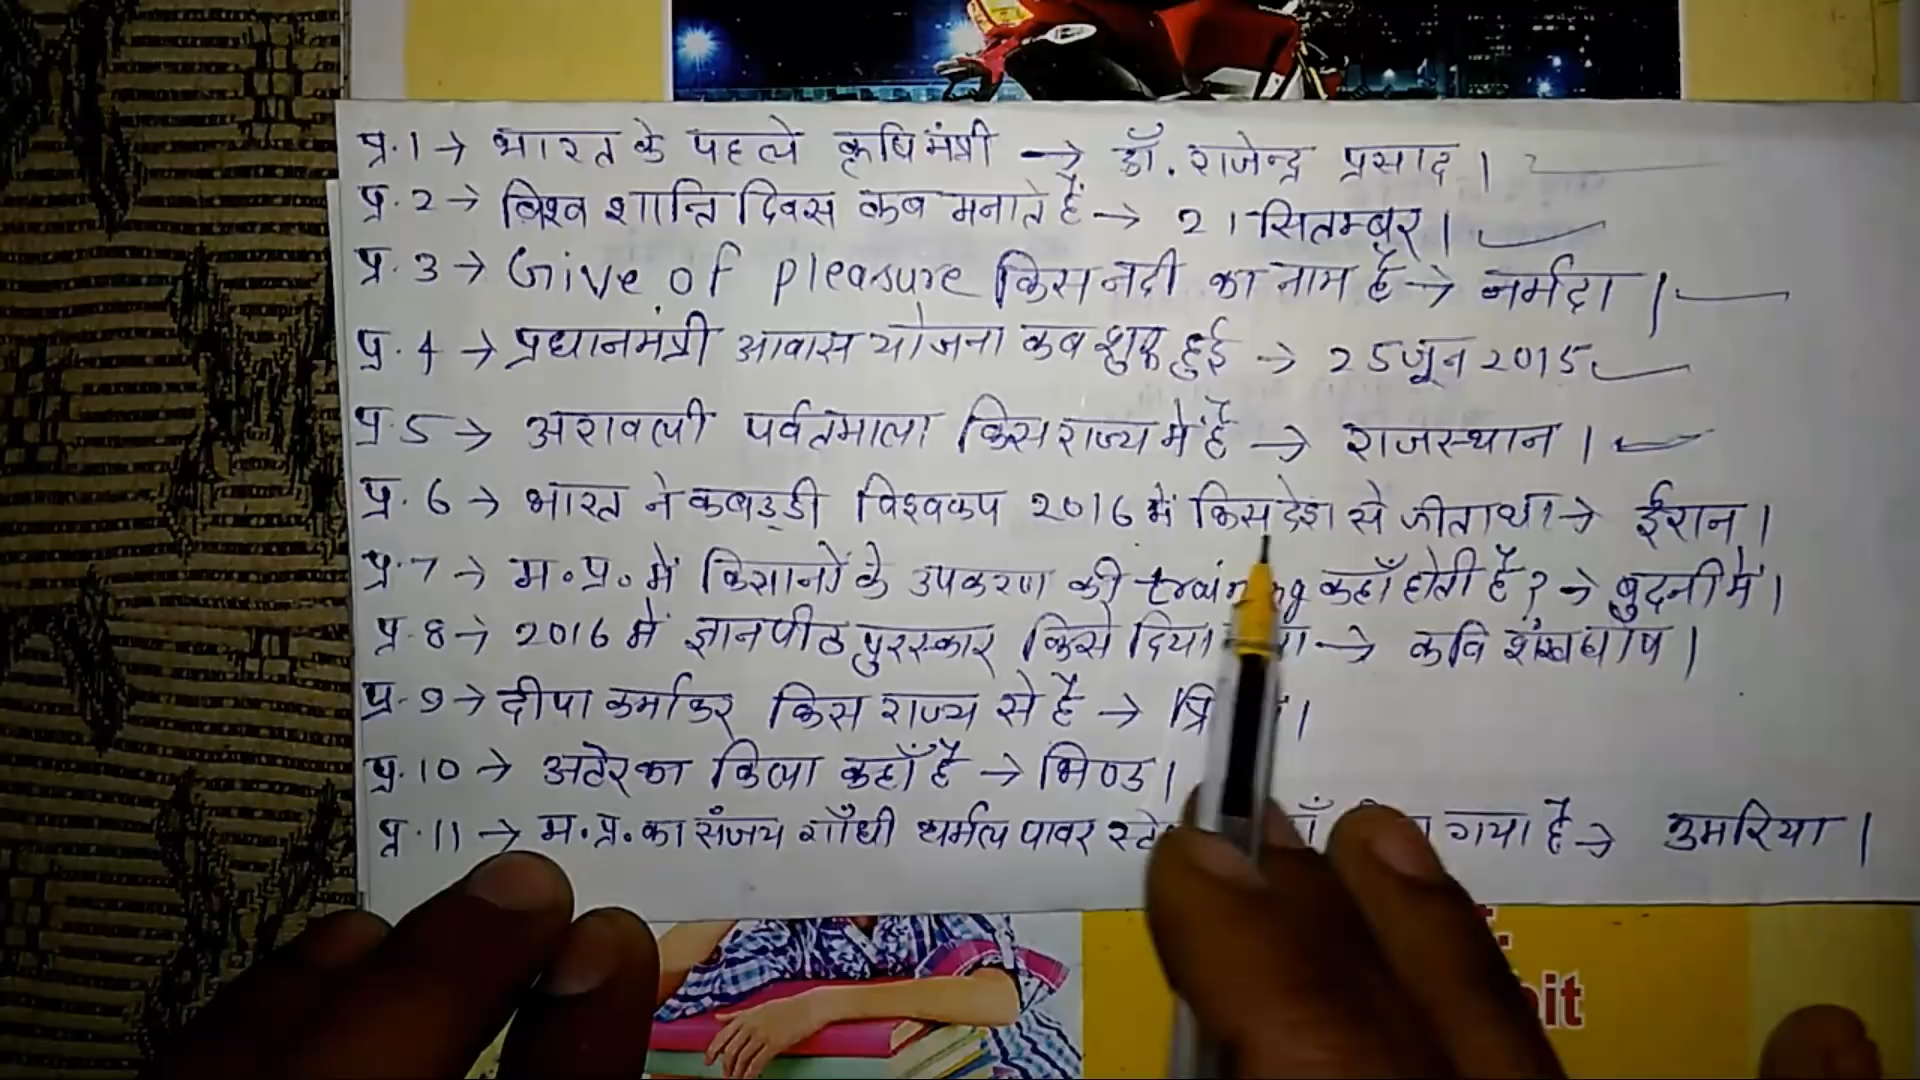 प्र.1→ भारत के पहले कृषि मंत्री → डॉ. राजेन्द्र प्रसाद।
प्र.2→ विश्व शान्ति दिवस कब मनाते हैं → 21 सितम्बर।
प्र.3→ Give of pleasure किस नदी का नाम है → नर्मदा।
प्र.4→ प्रधानमंत्री आवास योजना कब शुरू हुई → 25 जून 2015
प्र.5→ अरावली पर्वतमाला किस राज्य में है → राजस्थान।
प्र.6→ भारत ने कबड्डी विश्वकप 2016 में किस देश से जीता था? → ईरान।
प्र.7→ म.प्र. में किसानों के उपकरण की training कहाँ होती है? → बुदनी में।
प्र.8→ 2016 में ज्ञानपीठ पुरस्कार किसे दिया → कवि शंखघोष।
प्र.9→ दीपा कर्माकर किस राज्य से है →
प्र.10→ अटेर का किला कहाँ है → भिण्ड।
प्र.11→ म.प्र. का संजय गाँधी थर्मल पावर गया है → उमरिया।